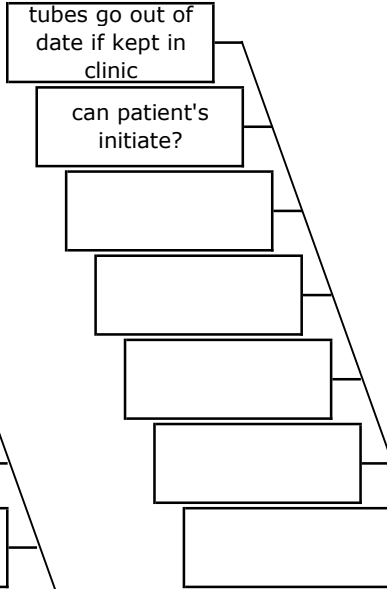 tubes go out of
date if kept in
clinic
can patient's
initiate?